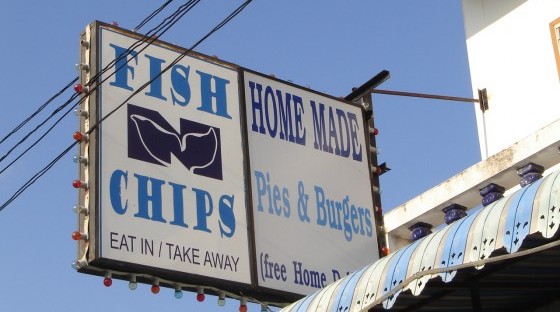 FISH
N
CHIPS
EAT IN / TAKE AWAY
HOME MADE
Pies & Burgers
(free Home